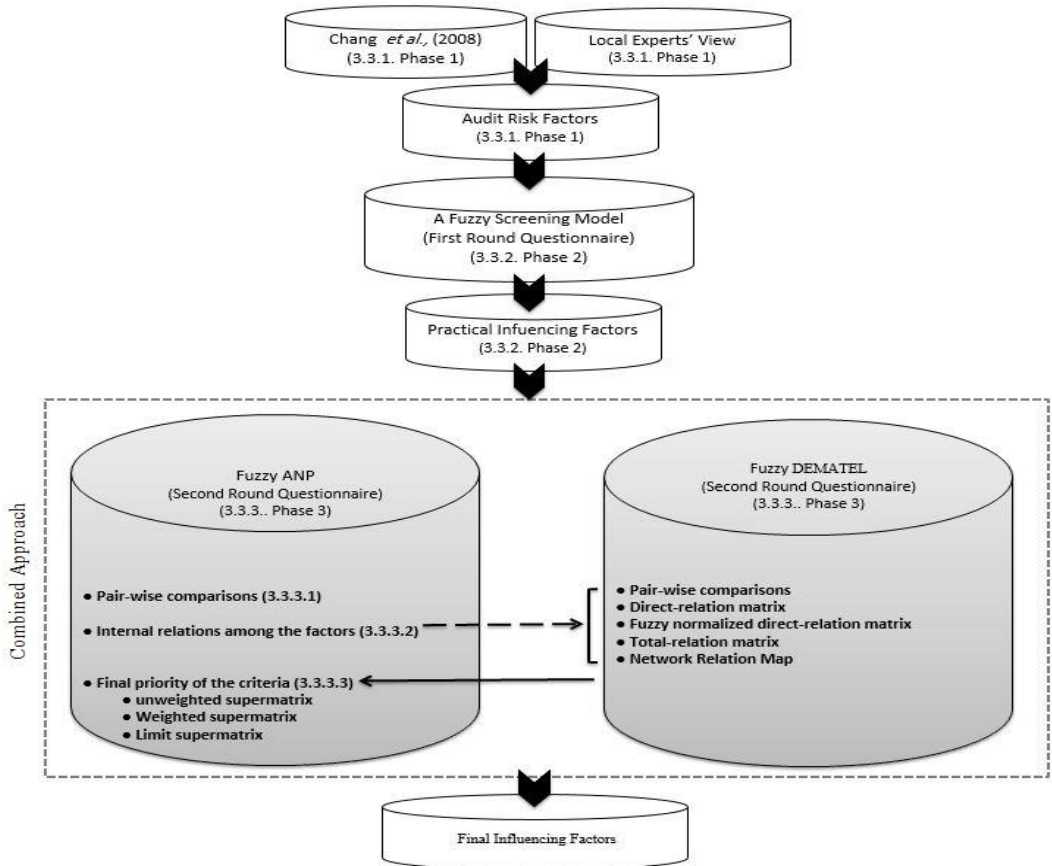 Chang et al., (2008)
(3.3.1. Phase 1)
Local Experts' View
(3.3.1. Phase 1)
Audit Risk Factors
(3.3.1. Phase 1)
A Fuzzy Screening Model
(First Round Questionnaire)
(3.3.2. Phase 2)
Practical Infuencing Factors
(3.3.2. Phase 2)
Combined Approach
Fuzzy ANP
(Second Round Questionnaire)
(3.3.3.. Phase 3)
● Pair-wise comparisons (3.3.3.1)
● Internal relations among the factors (3.3.3.2)
● Final priority of the criteria (3.3.3.3)
● unweighted supermatrix
● Weighted supermatrix
● Limit supermatrix
Fuzzy DEMATEL
(Second Round Questionnaire)
(3.3.3.. Phase 3)
● Pair-wise comparisons
● Direct-relation matrix
● Fuzzy normalized direct-relation matrix
● Total-relation matrix
● Network Relation Map
Final Influencing Factors